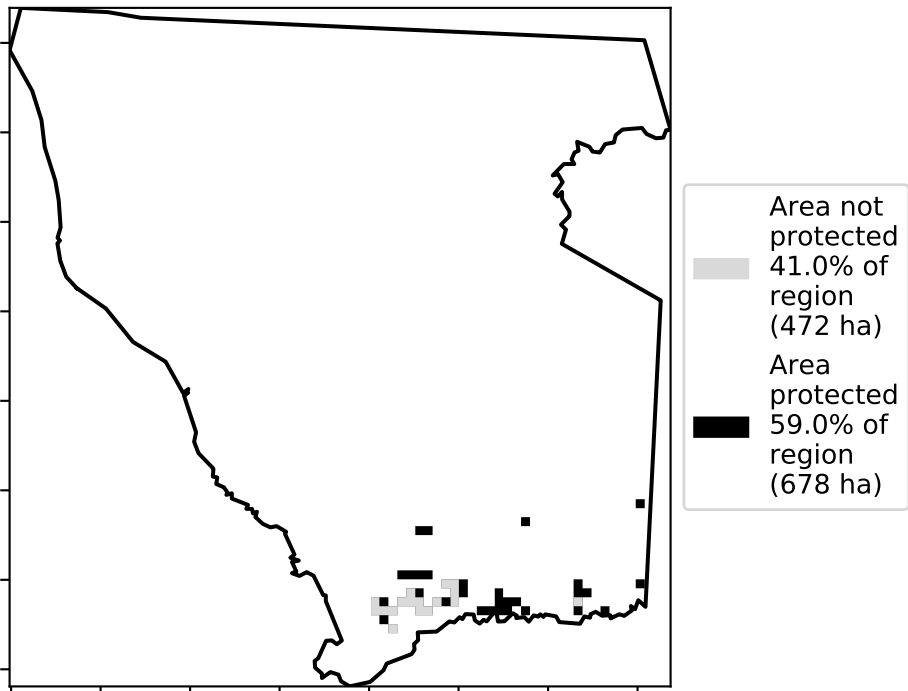 Area not
protected
41.0% of
region
(472 ha)
Area
protected
59.0% of
region
(678 ha)